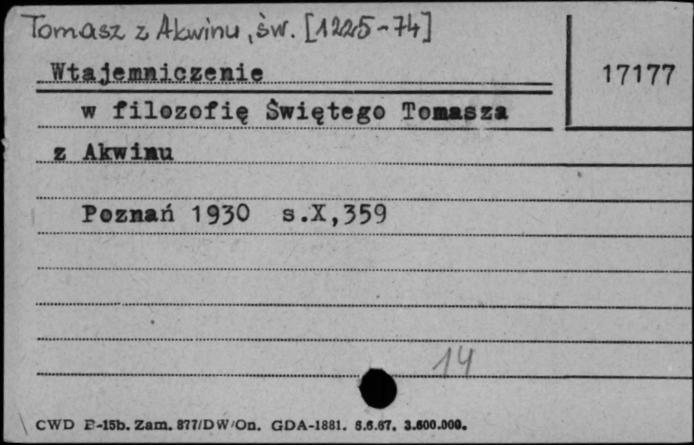 Tomasz z Akwinu, św. [1225-74]
Wtajemniczenie
17177
w filozofię Świętego Tomasza
z Akwinu
Poznań 1930 s.X,359
14
CWD E-15b. Zam. 877/DW/On. GDA-1881. 8.6.67. 3.600.000.